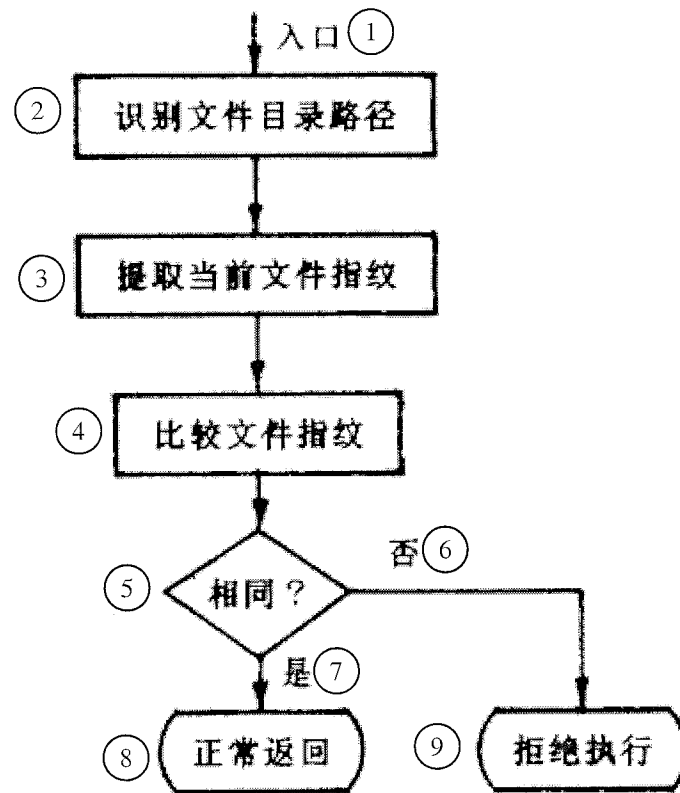 入口 ①
② 识别文件目录路径
③ 提取当前文件指纹
④ 比较文件指纹
⑤ 相同？
否 ⑥
是 ⑦
⑧ 正常返回
⑨ 拒绝执行